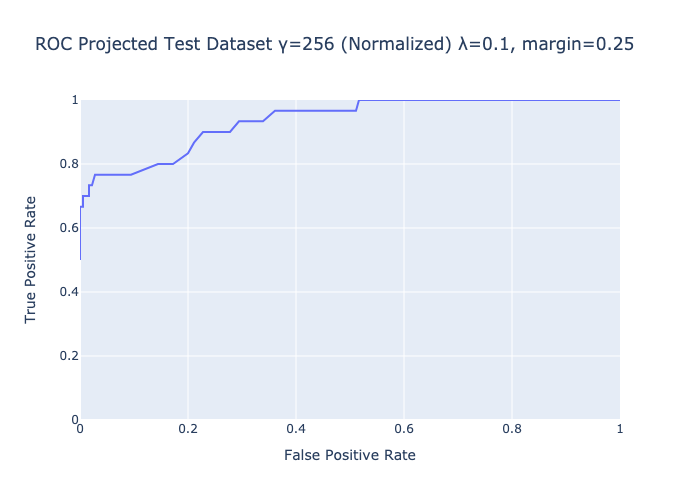 ROC Projected Test Dataset γ=256 (Normalized) λ=0.1, margin=0.25
True Positive Rate
1
0.8
0.6
0.4
0.2
0
0 0.2 0.4 0.6 0.8 1
False Positive Rate